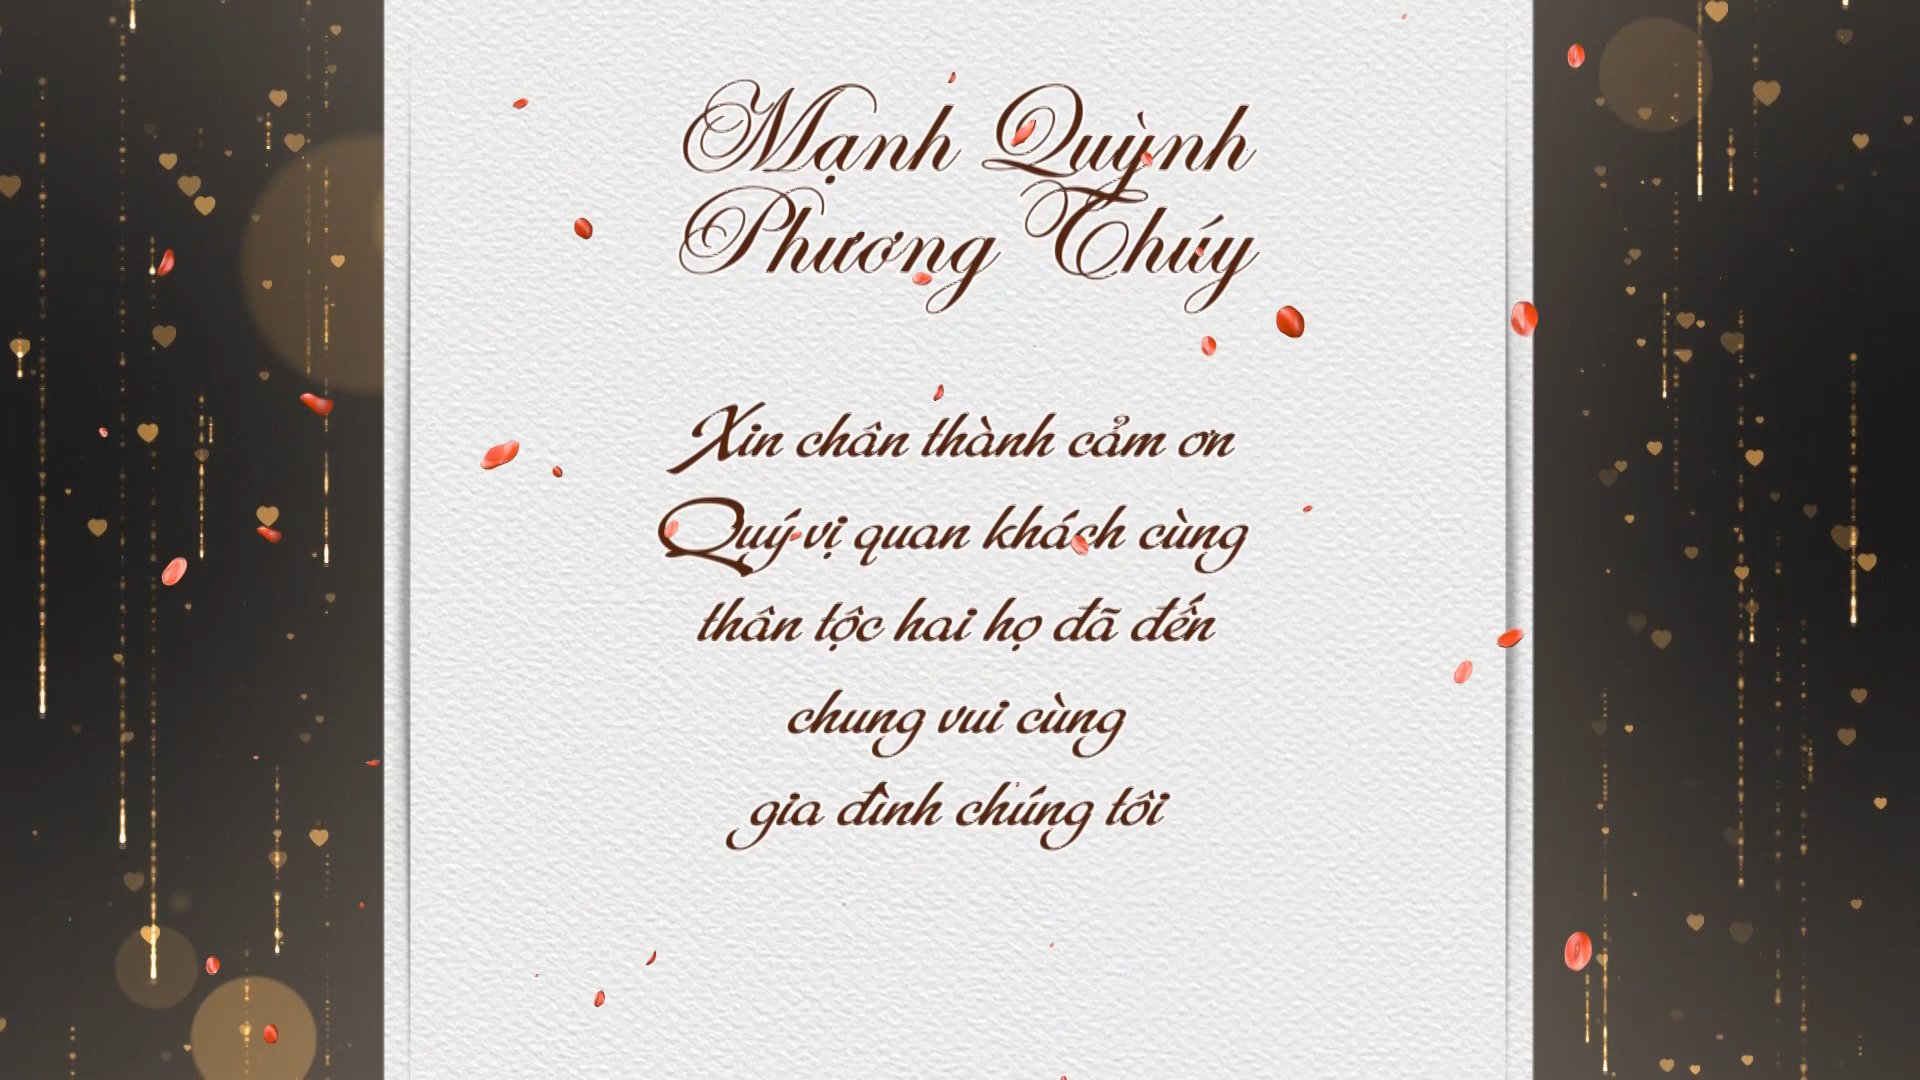 Mạnh Quỳnh
Phương Thúy
Xin chân thành cảm ơn
Quý vị quan khách cùng
thân tộc hai họ đã đến
chung vui cùng
gia đình chúng tôi